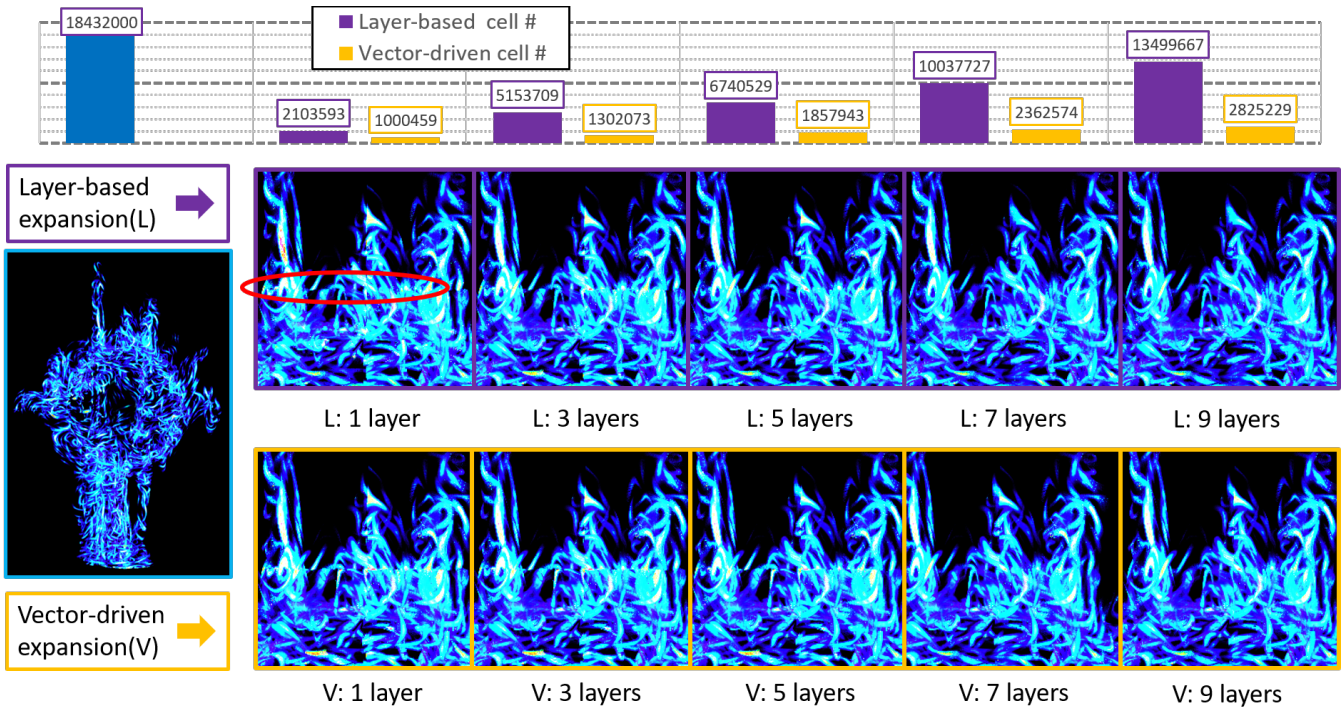 18432000
Layer-based cell #
Vector-driven cell #
2103593
1000459
5153709
1302073
6740529
1857943
10037727
2362574
13499667
2825229
Layer-based
expansion(L)
L: 1 layer
L: 3 layers
L: 5 layers
L: 7 layers
L: 9 layers
Vector-driven
expansion(V)
V: 1 layer
V: 3 layers
V: 5 layers
V: 7 layers
V: 9 layers